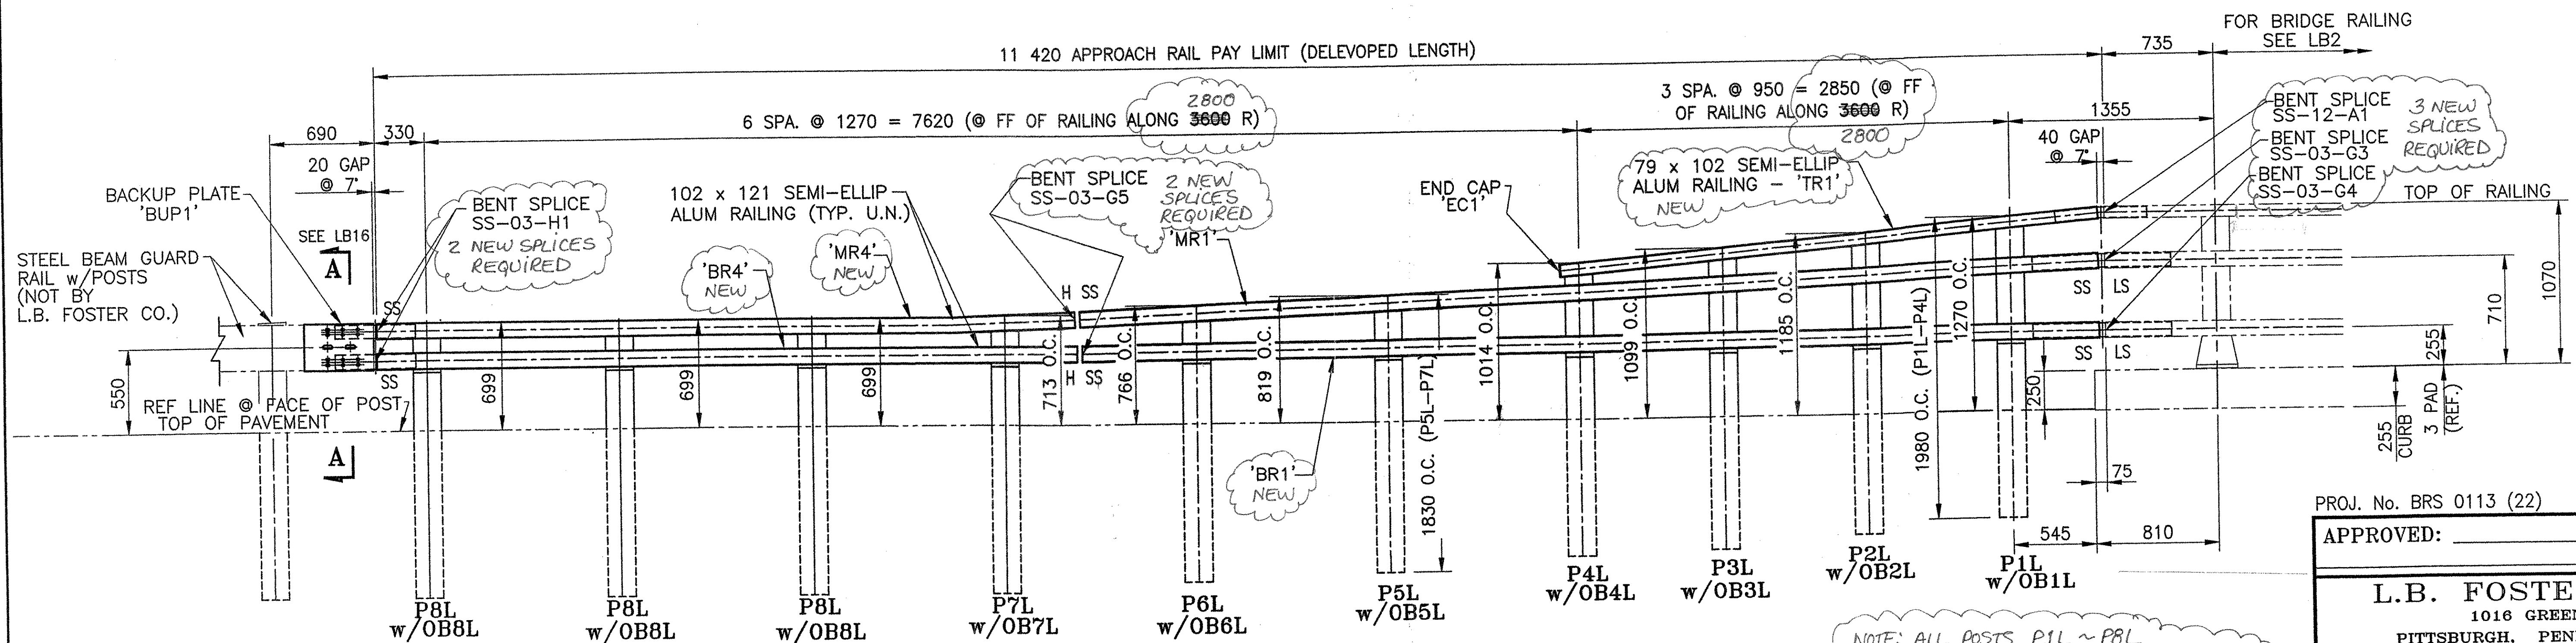 FOR BRIDGE RAILING
SEE LB2
11 420 APPROACH RAIL PAY LIMIT (DELEVOPED LENGTH)
735
3 SPA. @ 950 = 2850 (@ FF
OF RAILING ALONG 3600 R)
2800
2800
6 SPA. @ 1270 = 7620 (@ FF OF RAILING ALONG 3600 R)
1355
690
330
20 GAP
@ 7°
40 GAP
@ 7°
BENT SPLICE
SS-12-A1
BENT SPLICE
SS-03-G3
BENT SPLICE
SS-03-G4
3 NEW
SPLICES
REQUIRED
TOP OF RAILING
BACKUP PLATE
'BUP1'
BENT SPLICE
SS-03-H1
2 NEW SPLICES
REQUIRED
102 x 121 SEMI-ELLIP
ALUM RAILING (TYP. U.N.)
BENT SPLICE
SS-03-G5
2 NEW
SPLICES
REQUIRED
END CAP
'EC1'
79 x 102 SEMI-ELLIP
ALUM RAILING - 'TR1'
NEW
STEEL BEAM GUARD
RAIL w/POSTS
(NOT BY
L.B. FOSTER CO.)
SEE LB16
A
SS
SS
'BR4'
NEW
'MR4'
NEW
'MR1'
H SS
H SS
SS LS
SS LS
550
REF LINE @ FACE OF POST
TOP OF PAVEMENT
A
699
699
699
713 O.C.
766 O.C.
819 O.C.
1830 O.C. (P5L-P7L)
1014 O.C.
1099 O.C.
1185 O.C.
1980 O.C. (P1L-P4L)
1270 O.C.
250
255
710
1070
255
CURB
3 PAD
(REF.)
75
'BR1'
NEW
545
810
P8L
w/OB8L
P8L
w/OB8L
P8L
w/OB8L
P7L
w/OB7L
P6L
w/OB6L
P5L
w/OB5L
P4L
w/OB4L
P3L
w/OB3L
P2L
w/OB2L
P1L
w/OB1L
PROJ. No. BRS 0113 (22)
APPROVED:
L.B. FOSTE
1016 GREEN
PITTSBURGH, PEN
NOTE: ALL POSTS P1L ~ P8L